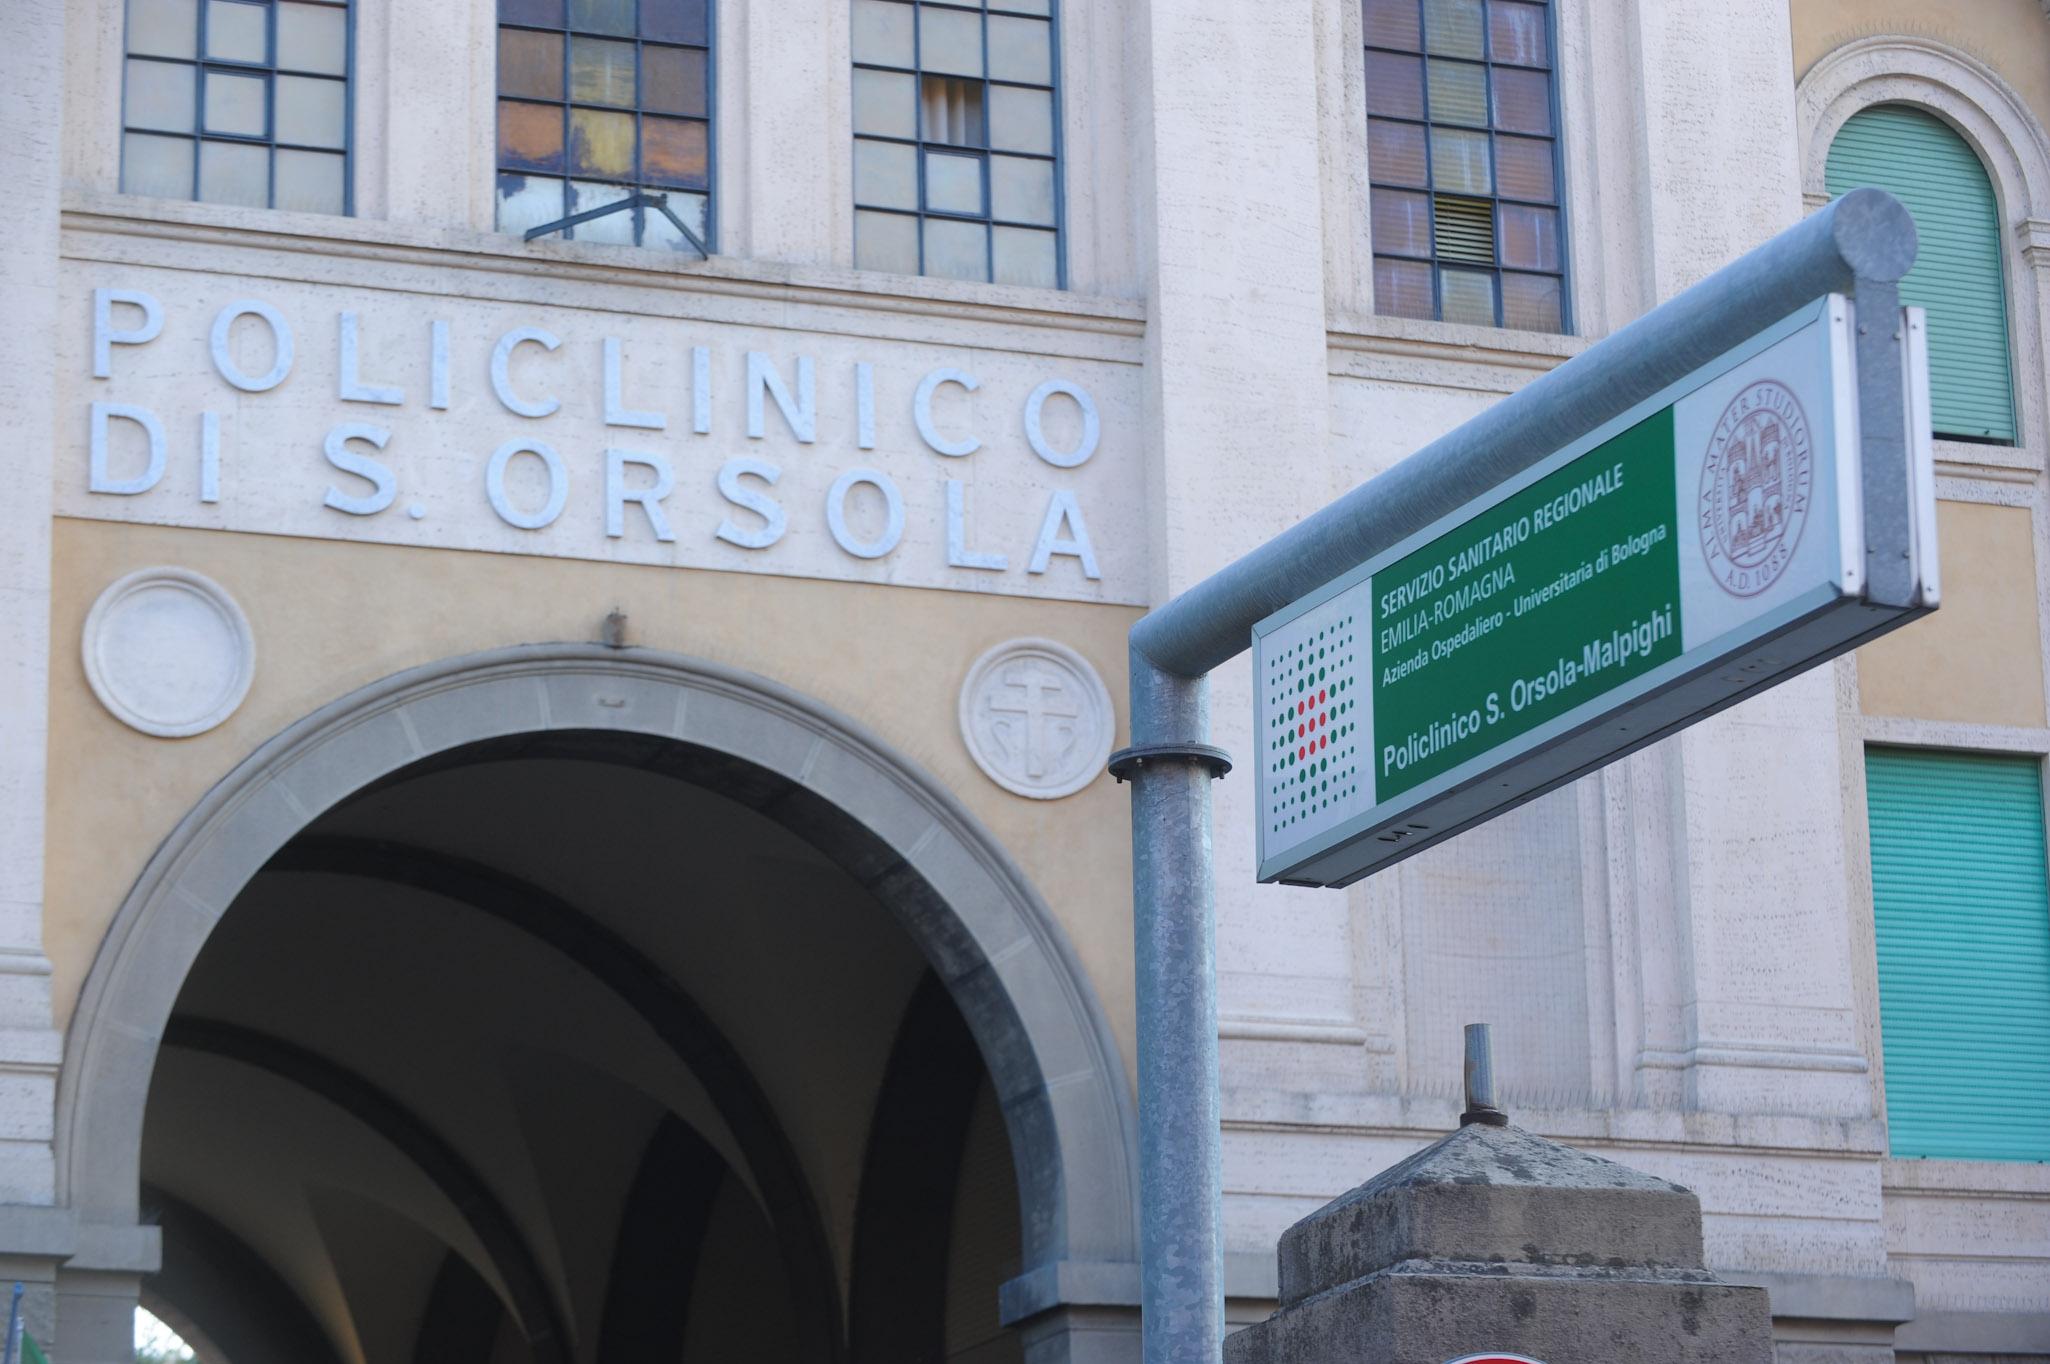 POLICLINICO
DI S. ORSOLA
SERVIZIO SANITARIO REGIONALE
EMILIA-ROMAGNA
Azienda Ospedaliero - Universitaria di Bologna
Policlinico S. Orsola-Malpighi
ALMA MATER STUDIORUM
A.D. 1088